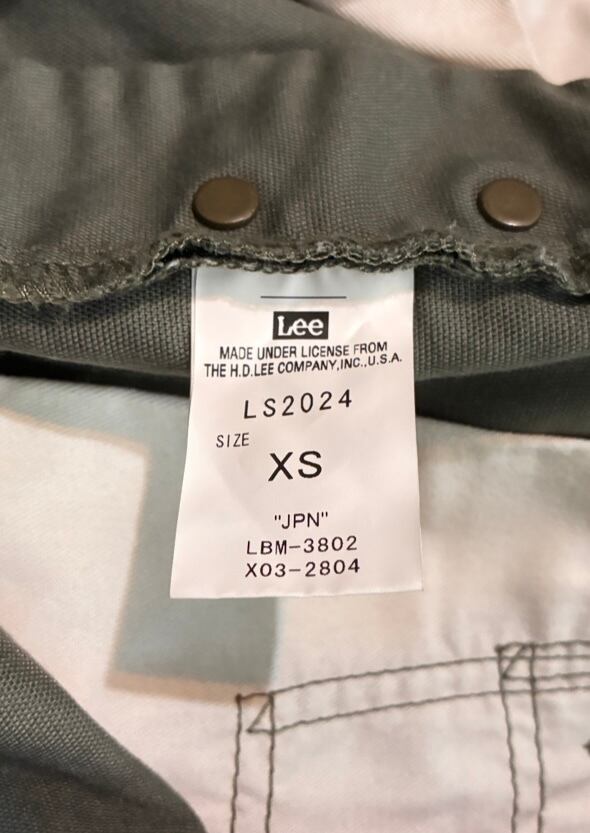 Lee
MADE UNDER LICENSE FROM
THE H.D.LEE COMPANY,INC.,U.S.A.
LS2024
SIZE
XS
"JPN"
LBM-3802
X03-2804